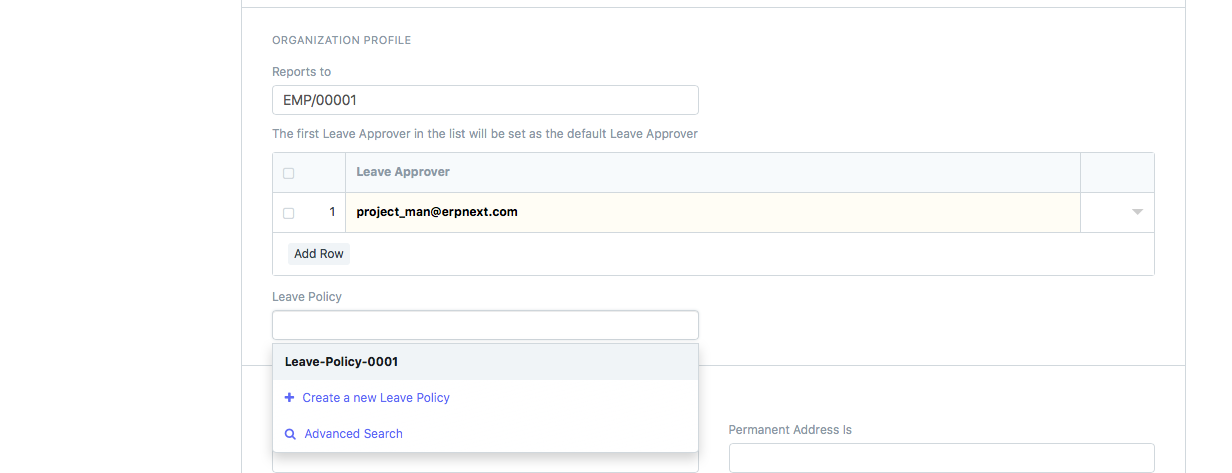 ORGANIZATION PROFILE
Reports to
EMP/00001
The first Leave Approver in the list will be set as the default Leave Approver
Leave Approver
1 project_man@erpnext.com
Add Row
Leave Policy
Leave-Policy-0001
Create a new Leave Policy
Advanced Search
Permanent Address Is